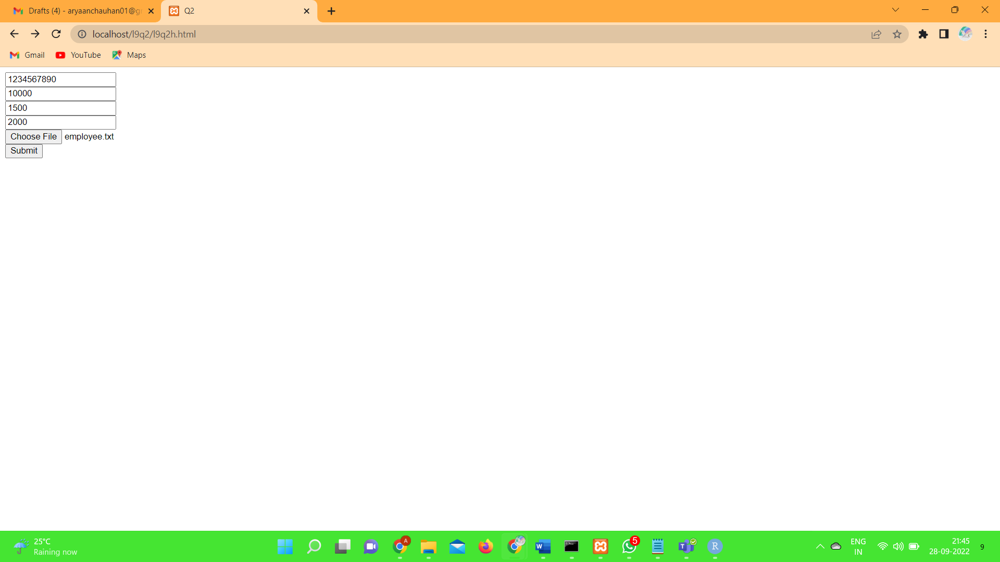 Drafts (4) - aryaanchauhan01@g
Q2
localhost/l9q2/l9q2h.html
Gmail
YouTube
Maps
1234567890
10000
1500
2000
Choose File employee.txt
Submit
25°C
Raining now
A
W
5
T
R
ENG
IN
21:45
28-09-2022
9